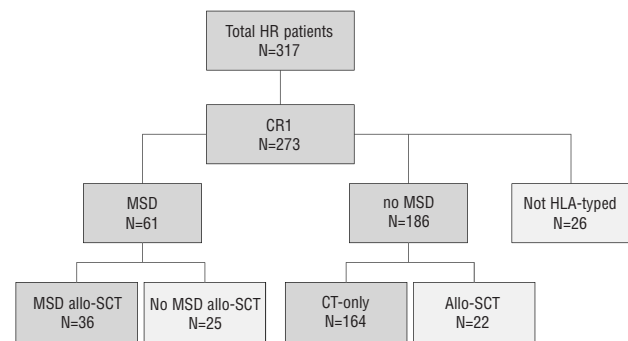 Total HR patients
N=317
CR1
N=273
MSD
N=61
no MSD
N=186
Not HLA-typed
N=26
MSD allo-SCT
N=36
No MSD allo-SCT
N=25
CT-only
N=164
Allo-SCT
N=22